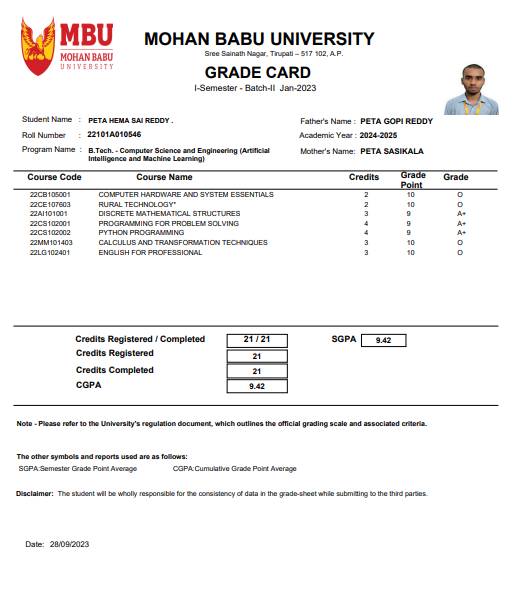 MBU
MOHAN BABU
UNIVERSITY
MOHAN BABU UNIVERSITY
Sree Sainath Nagar, Tirupati – 517 102, A.P.
GRADE CARD
I-Semester - Batch-II Jan-2023
Student Name : PETA HEMA SAI REDDY .
Father's Name : PETA GOPI REDDY
Roll Number : 22101A010546
Academic Year : 2024-2025
Program Name : B.Tech. - Computer Science and Engineering (Artificial
Intelligence and Machine Learning)
Mother's Name: PETA SASIKALA
Course Code Course Name Credits Grade Point Grade
22CB105001 COMPUTER HARDWARE AND SYSTEM ESSENTIALS 2 10 O
22CE107603 RURAL TECHNOLOGY* 2 10 O
22AI101001 DISCRETE MATHEMATICAL STRUCTURES 3 9 A+
22CS102001 PROGRAMMING FOR PROBLEM SOLVING 4 9 A+
22CS102002 PYTHON PROGRAMMING 4 9 A+
22MM101403 CALCULUS AND TRANSFORMATION TECHNIQUES 3 10 O
22LG102401 ENGLISH FOR PROFESSIONAL 3 10 O
Credits Registered / Completed 21 / 21 SGPA 9.42
Credits Registered 21
Credits Completed 21
CGPA 9.42
Note - Please refer to the University's regulation document, which outlines the official grading scale and associated criteria.
The other symbols and reports used are as follows:
SGPA:Semester Grade Point Average CGPA:Cumulative Grade Point Average
Disclaimer: The student will be wholly responsible for the consistency of data in the grade-sheet while submitting to the third parties.
Date: 28/09/2023